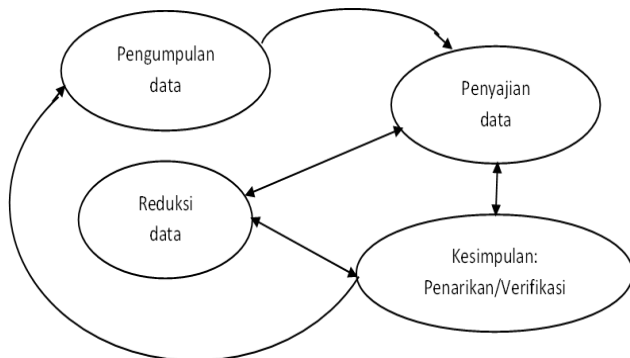 Pengumpulan
data
Penyajian
data
Reduksi
data
Kesimpulan:
Penarikan/Verifikasi